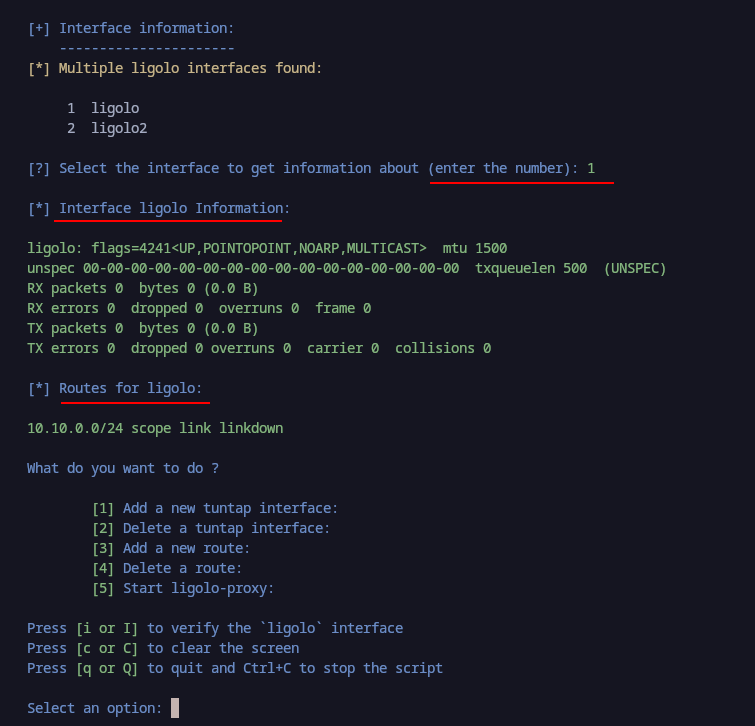 [+] Interface information:
----------------------
[*] Multiple ligolo interfaces found:
1  ligolo
2  ligolo2
[?] Select the interface to get information about (enter the number): 1
[*] Interface ligolo Information:
ligolo: flags=4241<UP,POINTOPOINT,NOARP,MULTICAST>  mtu 1500
unspec 00-00-00-00-00-00-00-00-00-00-00-00-00-00-00-00  txqueuelen 500  (UNSPEC)
RX packets 0  bytes 0 (0.0 B)
RX errors 0  dropped 0  overruns 0  frame 0
TX packets 0  bytes 0 (0.0 B)
TX errors 0  dropped 0 overruns 0  carrier 0  collisions 0
[*] Routes for ligolo:
10.10.0.0/24 scope link linkdown
What do you want to do ?
[1] Add a new tuntap interface:
[2] Delete a tuntap interface:
[3] Add a new route:
[4] Delete a route:
[5] Start ligolo-proxy:
Press [i or I] to verify the `ligolo` interface
Press [c or C] to clear the screen
Press [q or Q] to quit and Ctrl+C to stop the script
Select an option: